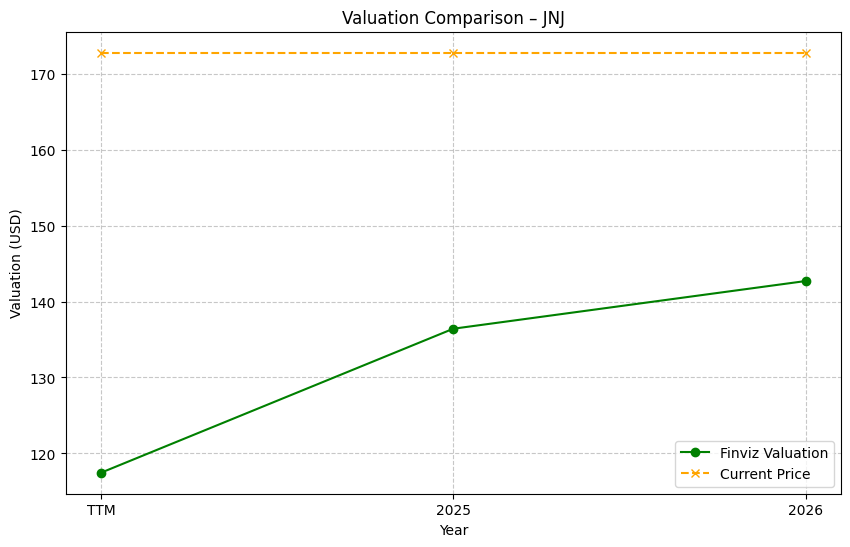 Valuation Comparison – JNJ
Valuation (USD)
170
160
150
140
130
120
TTM
2025
2026
Year
Finviz Valuation
Current Price